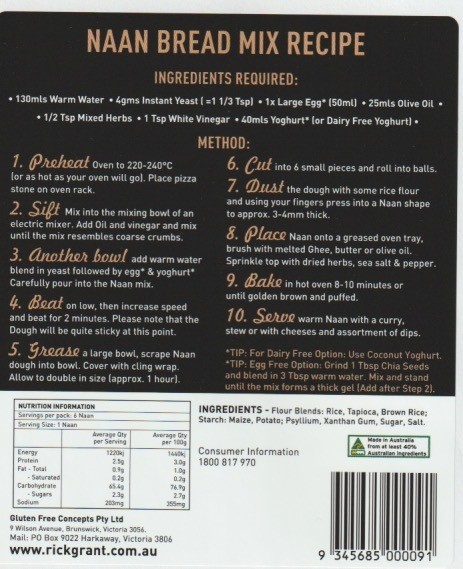 NAAN BREAD MIX RECIPE
INGREDIENTS REQUIRED:
• 130mls Warm Water • 4gms Instant Yeast ( =1 1/3 Tsp) • 1x Large Egg* (50ml) • 25mls Olive Oil •
• 1/2 Tsp Mixed Herbs • 1 Tsp White Vinegar • 40mls Yoghurt* (or Dairy Free Yoghurt) •
METHOD:
1. Preheat Oven to 220-240°C
(or as hot as your oven will go). Place pizza
stone on oven rack.
2. Sift Mix into the mixing bowl of an
electric mixer. Add Oil and vinegar and mix
until the mix resembles coarse crumbs.
3. Another bowl add warm water
blend in yeast followed by egg* & yoghurt*
Carefully pour into the Naan mix.
4. Beat on low, then increase speed
and beat for 2 minutes. Please note that the
Dough will be quite sticky at this point.
5. Grease a large bowl, scrape Naan
dough into bowl. Cover with cling wrap.
Allow to double in size (approx. 1 hour).
6. Cut into 6 small pieces and roll into balls.
7. Dust the dough with some rice flour
and using your fingers press into a Naan shape
to approx. 3-4mm thick.
8. Place Naan onto a greased oven tray,
brush with melted Ghee, butter or olive oil.
Sprinkle top with dried herbs, sea salt & pepper.
9. Bake in hot oven 8-10 minutes or
until golden brown and puffed.
10. Serve warm Naan with a curry,
stew or with cheeses and assortment of dips.
*TIP: For Dairy Free Option: Use Coconut Yoghurt.
*TIP: Egg Free Option: Grind 1 Tbsp Chia Seeds
and blend in 3 Tbsp warm water. Mix and stand
until the mix forms a thick gel (Add after Step 2).
NUTRITION INFORMATION
Servings per pack: 6 Naan
Serving Size: 1 Naan
Average Qty per Serving Average Qty per 100g
Energy 1220kj 1440kj
Protein 2.5g 3.0g
Fat - Total 0.9g 1.0g
- Saturated 0.2g 0.2g
Carbohydrate 65.4g 76.9g
- Sugars 2.3g 2.7g
Sodium 203mg 355mg
INGREDIENTS - Flour Blends: Rice, Tapioca, Brown Rice;
Starch: Maize, Potato; Psyllium, Xanthan Gum, Sugar, Salt.
Consumer Information
1800 817 970
Made in Australia
from at least 40%
Australian Ingredients
Gluten Free Concepts Pty Ltd
9 Wilson Avenue, Brunswick, Victoria 3056.
Mail: PO Box 9022 Harkaway, Victoria 3806
www.rickgrant.com.au
9 345685 000091